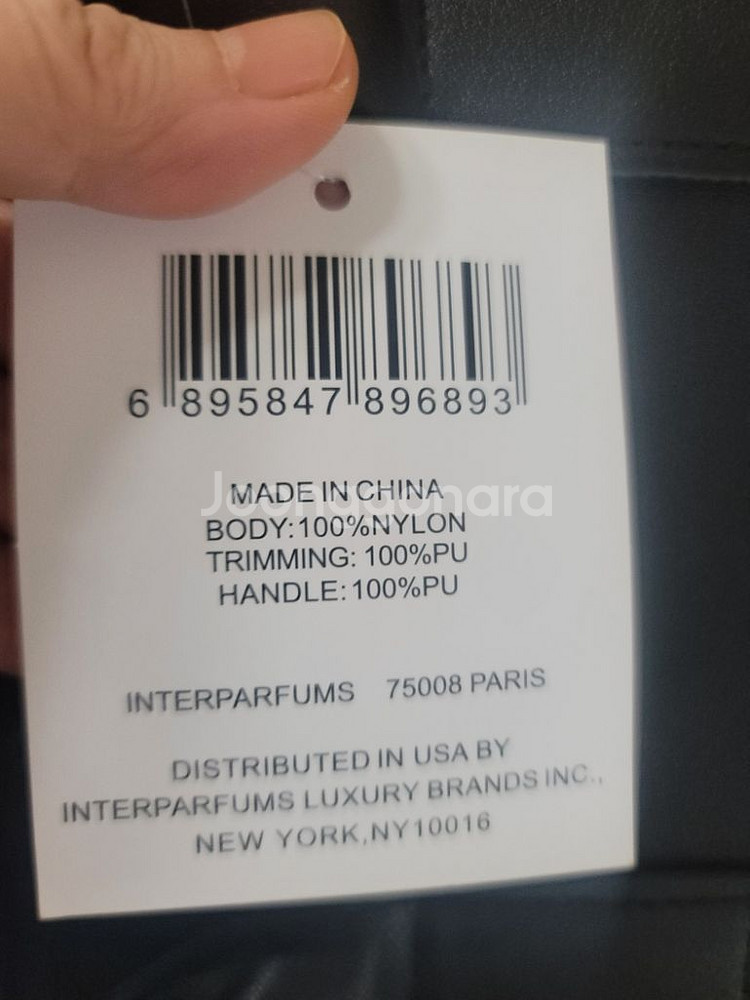 6 895847 896893
MADE IN CHINA
Joonggonara
BODY:100%NYLON
TRIMMING: 100%PU
HANDLE:100%PU
INTERPARFUMS 75008 PARIS
DISTRIBUTED IN USA BY
INTERPARFUMS LUXURY BRANDS INC.,
NEW YORK,NY10016